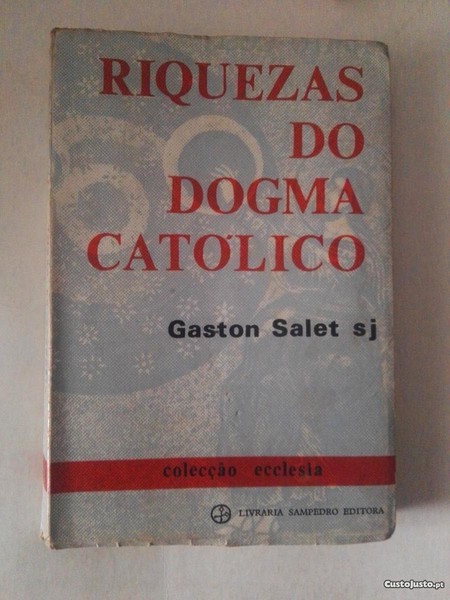 RIQUEZAS
DO
DOGMA
CATÓLICO
Gaston Salet sj
colecção ecclesia
LIVRARIA SAMPEDRO EDITORA
© Custojusto.pt